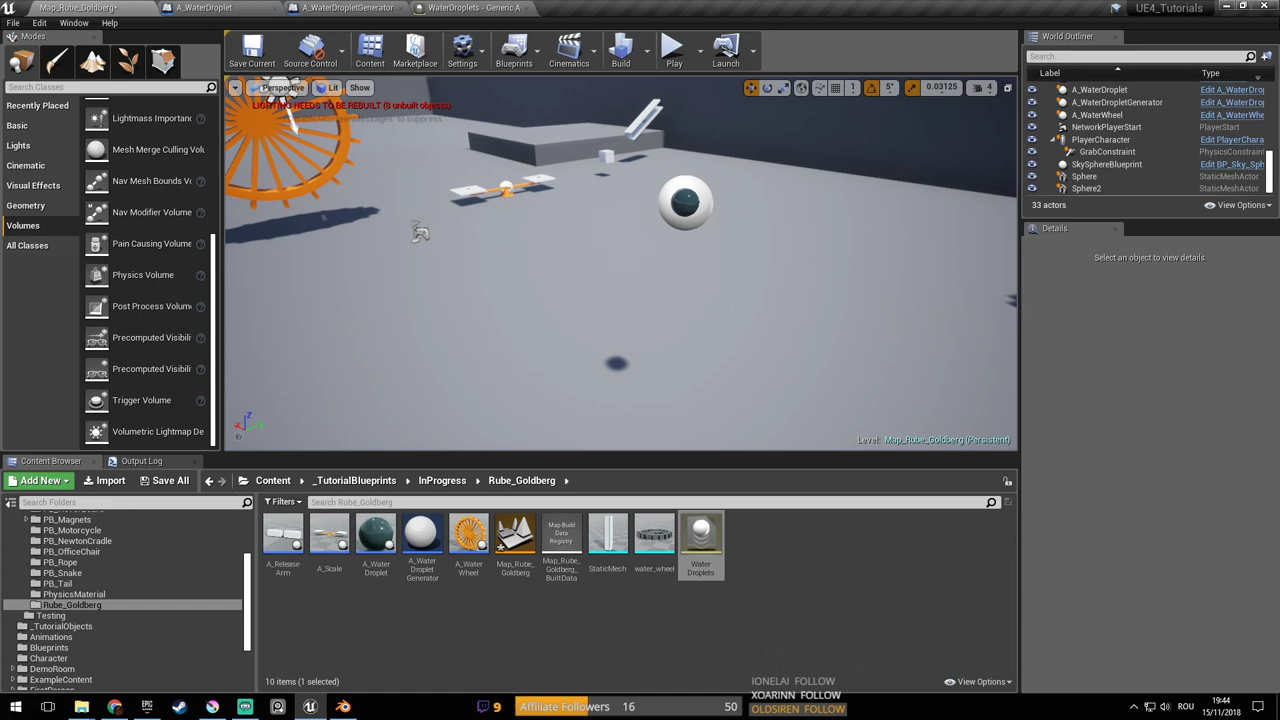 Map_Rube_Goldberg*
A_WaterDroplet
A_WaterDropletGenerator
WaterDroplets - Generic A
UE4_Tutorials
File Edit Window Help
Modes
Search Classes
Recently Placed
Basic
Lights
Cinematic
Visual Effects
Geometry
Volumes
All Classes
Lightmass Importanc
Mesh Merge Culling Volu
Nav Mesh Bounds V
Nav Modifier Volume
Pain Causing Volume
Physics Volume
Post Process Volum
Precomputed Visibili
Precomputed Visibili
Trigger Volume
Volumetric Lightmap De
Save Current Source Control Content Marketplace Settings Blueprints Cinematics Build Play Launch
Perspective Lit Show
5° 0.03125 4
LIGHTING NEEDS TO BE REBUILT (8 unbuilt objects)
to suppress
Level: Map_Rube_Goldberg (Persistent)
World Outliner
Search...
Label Type
A_WaterDroplet Edit A_WaterDrop
A_WaterDropletGenerator Edit A_WaterDrop
A_WaterWheel Edit A_WaterWhe
NetworkPlayerStart PlayerStart
PlayerCharacter Edit PlayerChara
GrabConstraint PhysicsConstrain
SkySphereBlueprint Edit BP_Sky_Sph
Sphere StaticMeshActor
Sphere2 StaticMeshActor
33 actors View Options
Details
Select an object to view details.
Content Browser Output Log
Add New Import Save All Content _TutorialBlueprints InProgress Rube_Goldberg
Search Folders
Filters Search Rube_Goldberg
PB_Magnets
PB_Motorcycle
PB_NewtonCradle
PB_OfficeChair
PB_Rope
PB_Snake
PB_Tail
PhysicsMaterial
Rube_Goldberg
Testing
_TutorialObjects
Animations
Blueprints
Character
DemoRoom
ExampleContent
A_Release Arm
A_Scale
A_Water Droplet
A_Water Droplet Generator
A_Water Wheel
Map_Rube_ Goldberg
Map Build Data Registry
Map_Rube_ Goldberg_ BuiltData
StaticMesh
water_wheel
Water Droplets
10 items (1 selected)
View Options
IONELAI FOLLOW
XOARINN FOLLOW
OLDSIREN FOLLOW
9 Affiliate Followers 16 50
ROU
19:44
15/11/2018